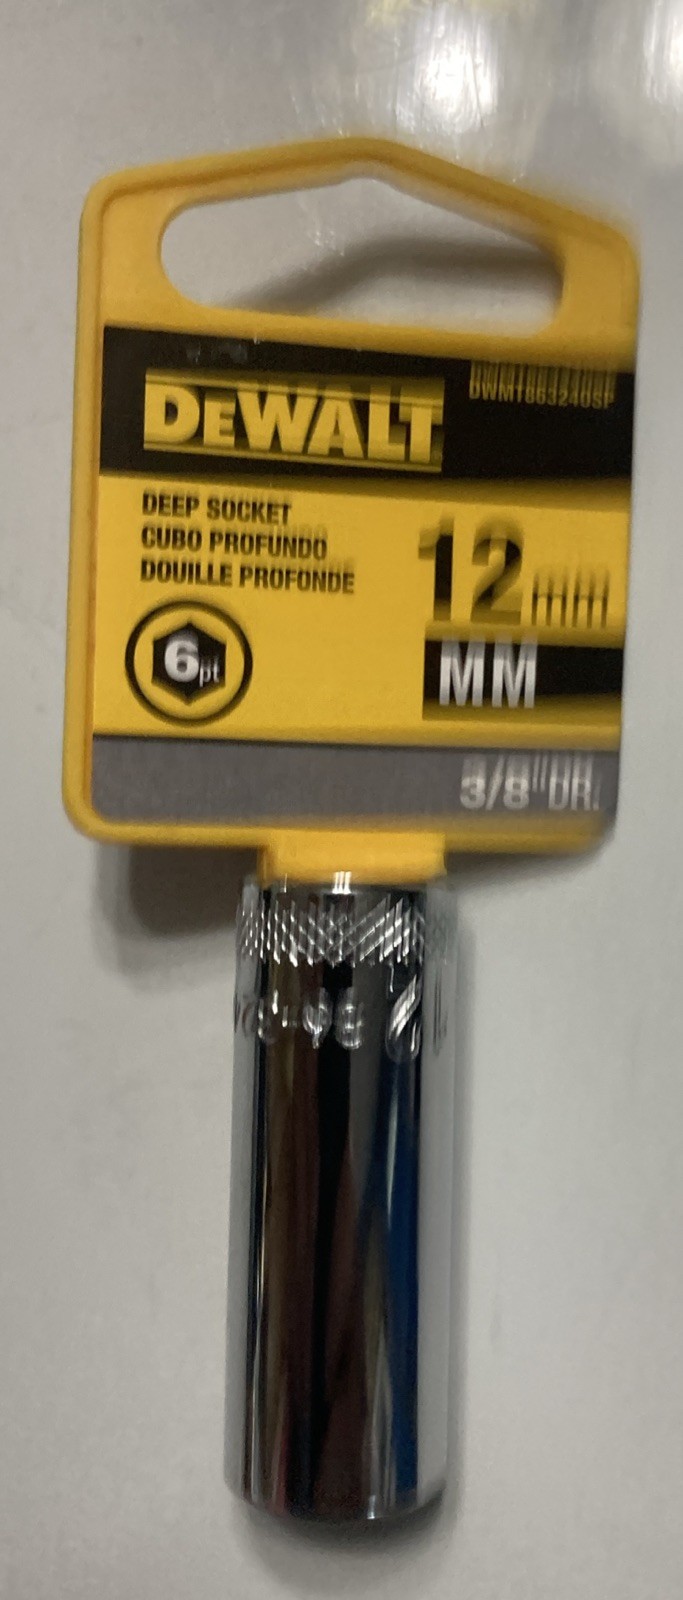 DEWALT
DWMT86324OSP
DEEP SOCKET
CUBO PROFUNDO
DOUILLE PROFONDE
12mm
MM
6pt
3/8"DR.